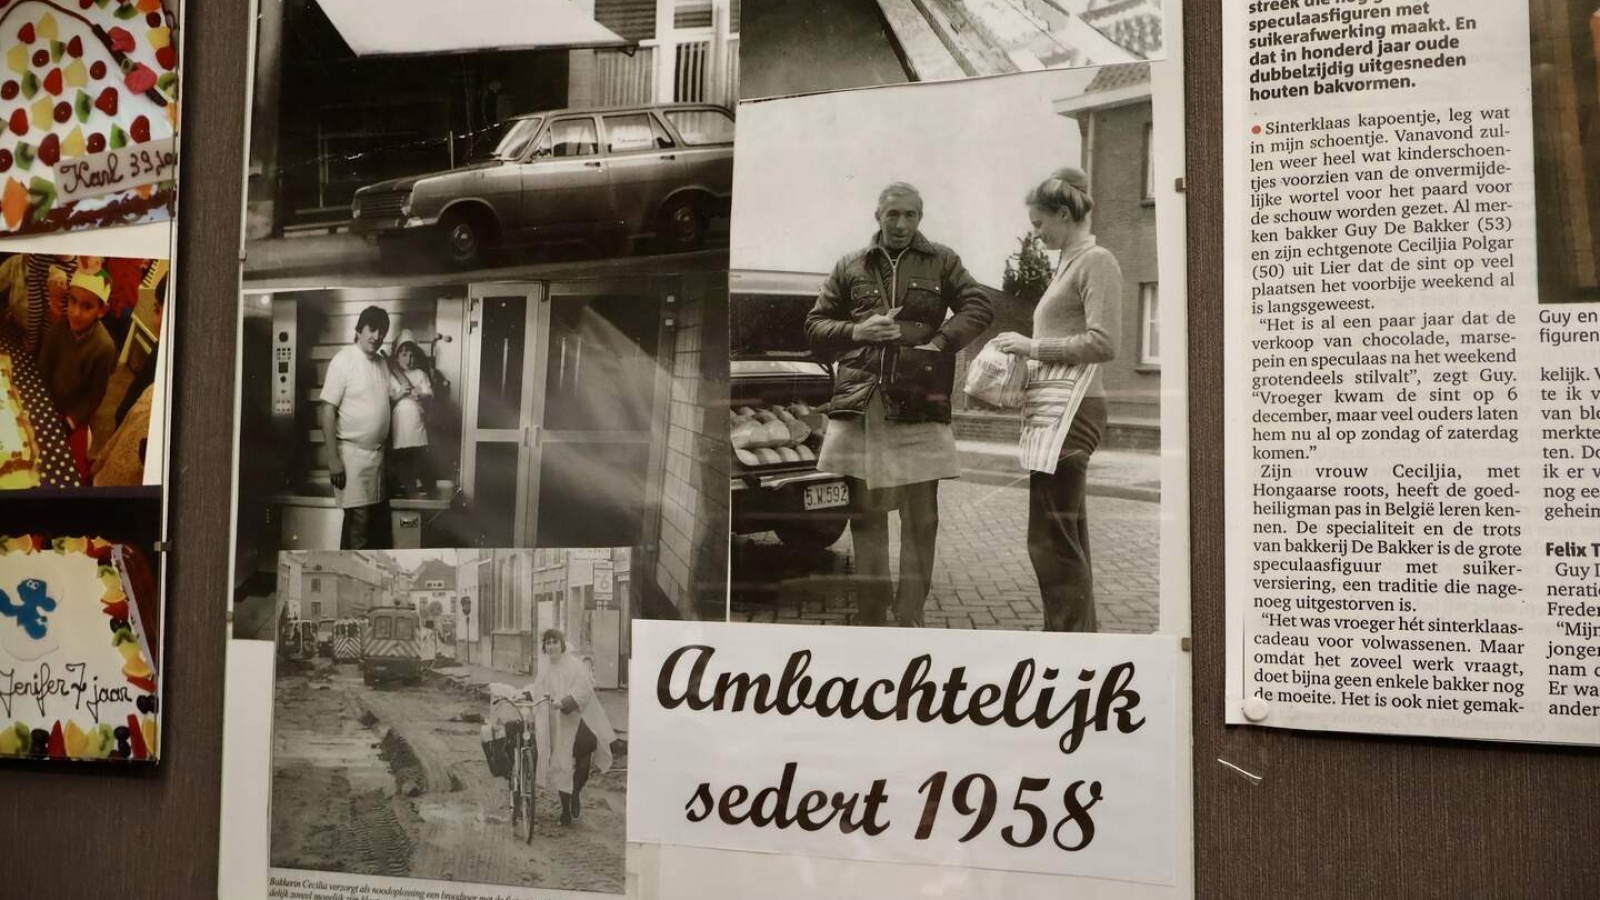 Karl 39 ja
Jenifer 7 jaar
5.W.592
6
Ambachtelijk
sedert 1958
Bakkerin Cecilia verzorgt als noodoplossing een
streek die nog
speculaasfiguren met
suikerafwerking maakt. En
dat in honderd jaar oude
dubbelzijdig uitgesneden
houten bakvormen.
• Sinterklaas kapoentje, leg wat
in mijn schoentje. Vanavond zul-
len weer heel wat kinderschoen-
tjes voorzien van de onvermijde-
lijke wortel voor het paard voor
de schouw worden gezet. Al mer-
ken bakker Guy De Bakker (53)
en zijn echtgenote Ceciljia Polgar
(50) uit Lier dat de sint op veel
plaatsen het voorbije weekend al
is langsgeweest.
“Het is al een paar jaar dat de
verkoop van chocolade, marse-
pein en speculaas na het weekend
grotendeels stilvalt”, zegt Guy.
“Vroeger kwam de sint op 6
december, maar veel ouders laten
hem nu al op zondag of zaterdag
komen.”
Zijn vrouw Ceciljia, met
Hongaarse roots, heeft de goed-
heiligman pas in België leren ken-
nen. De specialiteit en de trots
van bakkerij De Bakker is de grote
speculaasfiguur met suiker-
versiering, een traditie die nage-
noeg uitgestorven is.
“Het was vroeger hét sinterklaas-
cadeau voor volwassenen. Maar
omdat het zoveel werk vraagt,
doet bijna geen enkele bakker nog
de moeite. Het is ook niet gemak-
Guy en
figuren
kelijk. V
te ik v
van blo
merkte
ten. Do
ik er v
nog ee
geheim
Felix T
Guy D
neratie
Freder
“Mijn
jonger
nam d
Er wa
ander